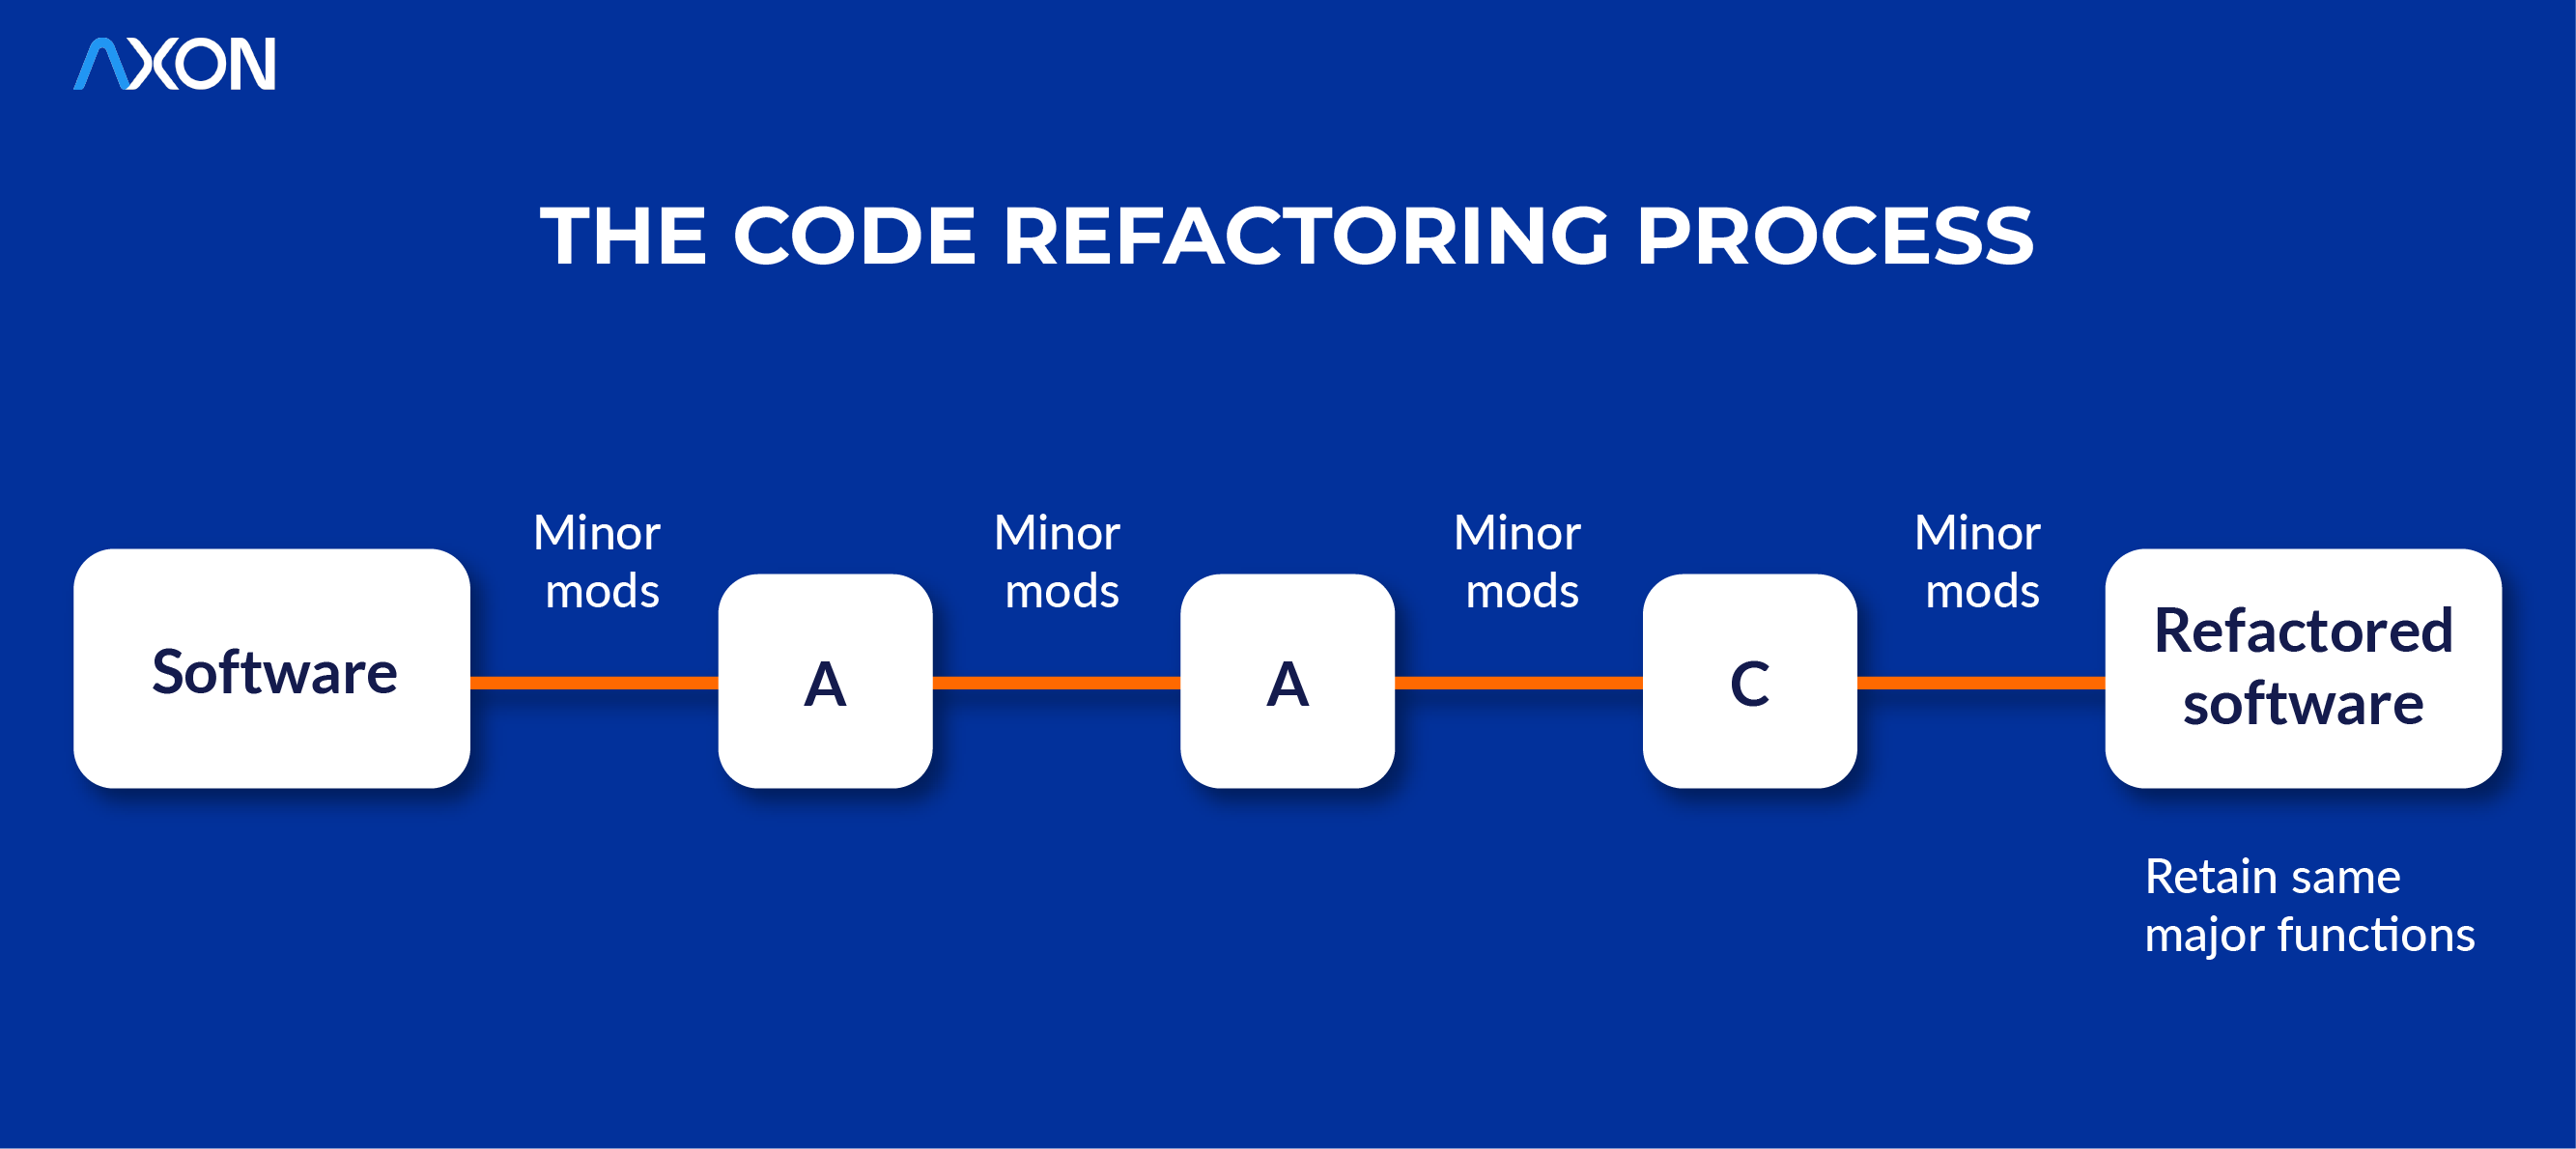 AXON
THE CODE REFACTORING PROCESS
Minor
mods
Minor
mods
Minor
mods
Minor
mods
Software
A
A
C
Refactored
software
Retain same
major functions